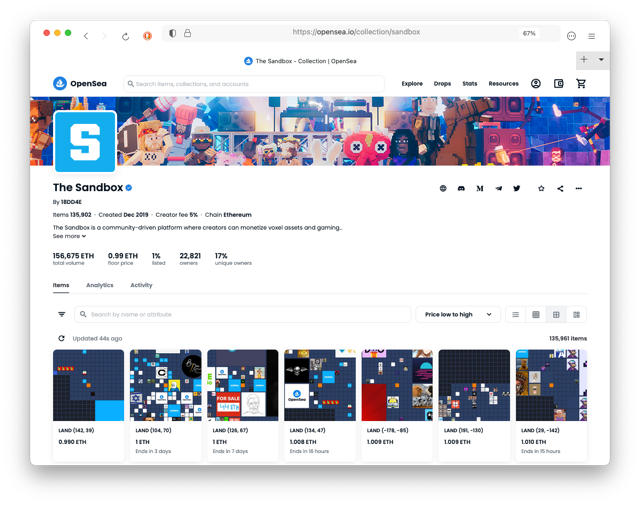 https://opensea.io/collection/sandbox
67%
The Sandbox - Collection | OpenSea
OpenSea
Search items, collections, and accounts
Explore Drops Stats Resources
S
The Sandbox
By 1BDD4E
Items 135,902 · Created Dec 2019 · Creator fee 5% · Chain Ethereum
The Sandbox is a community-driven platform where creators can monetize voxel assets and gaming…
See more
156,675 ETH 0.99 ETH 1% 22,821 17%
total volume floor price listed owners unique owners
Items Analytics Activity
Search by name or attribute
Price low to high
Updated 44s ago
135,961 items
FOR SALE
OpenSea
LAND (142, 39) LAND (104, 70) LAND (126, 67) LAND (134, 47) LAND (-178, -85) LAND (191, -130) LAND (29, -142)
0.990 ETH 1 ETH 1 ETH 1.008 ETH 1.009 ETH 1.009 ETH 1.010 ETH
Ends in 3 days Ends in 7 days Ends in 16 hours Ends in 15 hours